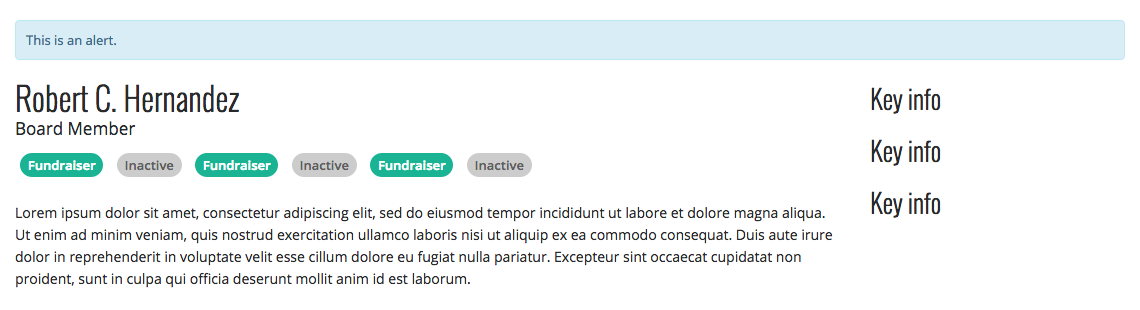 This is an alert.
Robert C. Hernandez
Board Member
Fundraiser Inactive Fundraiser Inactive Fundraiser Inactive
Lorem ipsum dolor sit amet, consectetur adipiscing elit, sed do eiusmod tempor incididunt ut labore et dolore magna aliqua.
Ut enim ad minim veniam, quis nostrud exercitation ullamco laboris nisi ut aliquip ex ea commodo consequat. Duis aute irure
dolor in reprehenderit in voluptate velit esse cillum dolore eu fugiat nulla pariatur. Excepteur sint occaecat cupidatat non
proident, sunt in culpa qui officia deserunt mollit anim id est laborum.
Key info
Key info
Key info